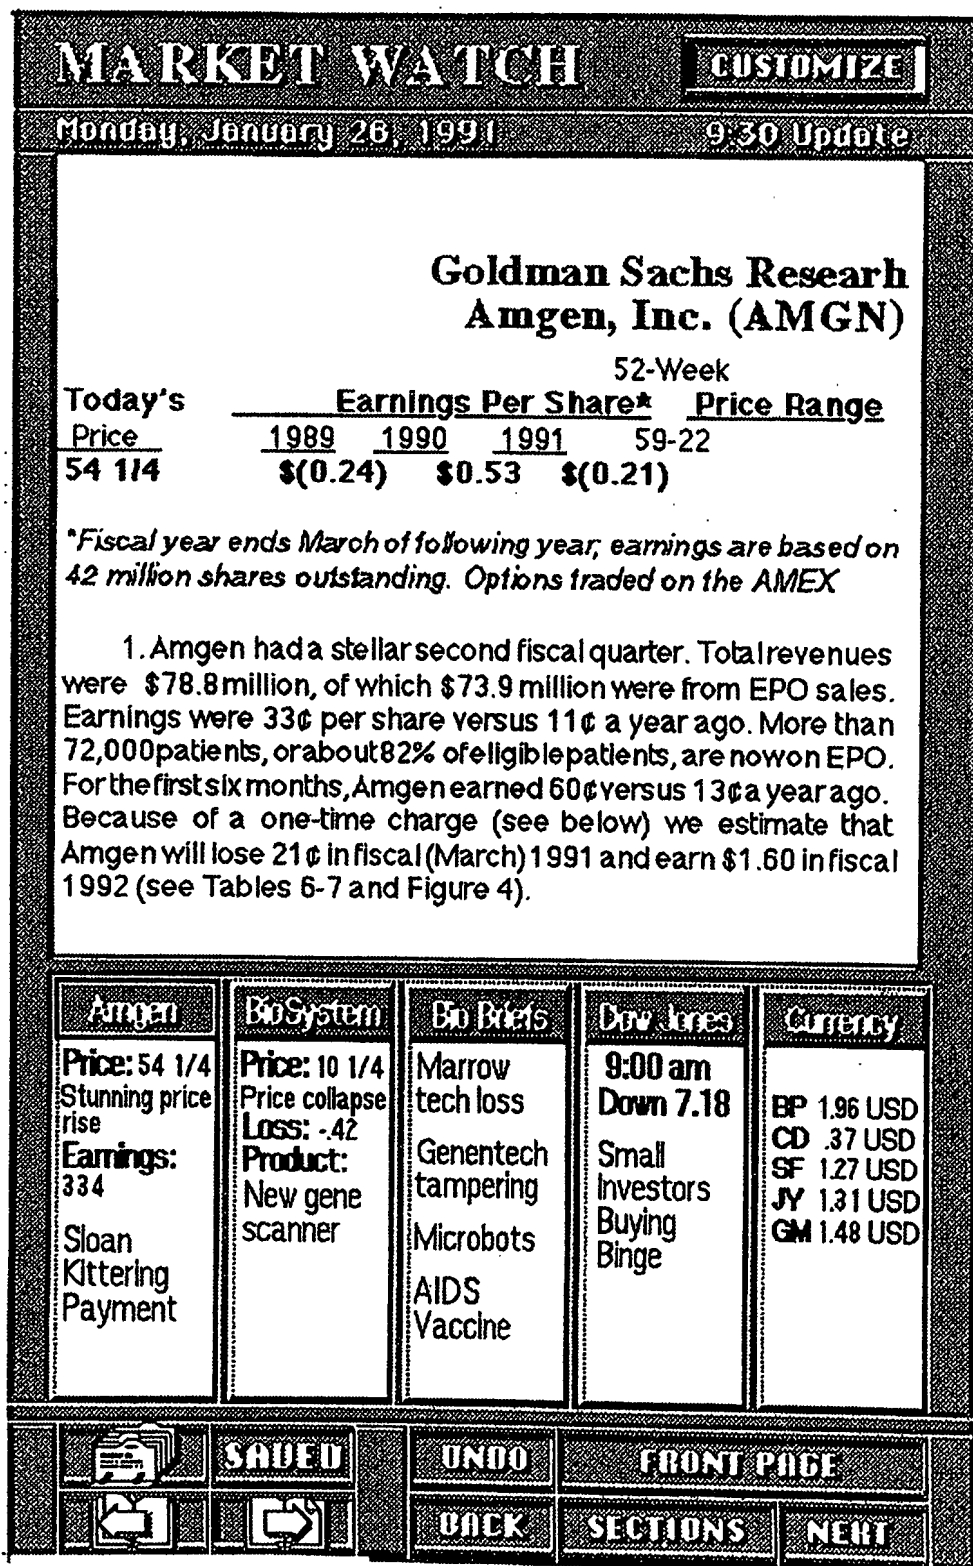 MARKET WATCH
CUSTOMIZE
Monday, January 26, 1991
9:30 Update
Goldman Sachs Researh
Amgen, Inc. (AMGN)
52-Week
Today's Earnings Per Share* Price Range
Price 1989 1990 1991 59-22
54 1/4 $(0.24) $0.53 $(0.21)
*Fiscal year ends March of following year, earnings are based on
42 million shares outstanding. Options traded on the AMEX
1. Amgen had a stellar second fiscal quarter. Total revenues
were $78.8 million, of which $73.9 million were from EPO sales.
Earnings were 33¢ per share versus 11¢ a year ago. More than
72,000 patients, or about 82% of eligible patients, are now on EPO.
For the first six months, Amgen earned 60¢ versus 13¢ a year ago.
Because of a one-time charge (see below) we estimate that
Amgen will lose 21¢ in fiscal (March) 1991 and earn $1.60 in fiscal
1992 (see Tables 6-7 and Figure 4).
Amgen
Price: 54 1/4
Stunning price
rise
Earnings:
334
Sloan
Kittering
Payment
BioSystem
Price: 10 1/4
Price collapse
Loss: -.42
Product:
New gene
scanner
Bio Briefs
Marrow
tech loss
Genentech
tampering
Microbots
AIDS
Vaccine
Dow Jones
9:00 am
Down 7.18
Small
Investors
Buying
Binge
Currency
BP 1.96 USD
CD .37 USD
SF 1.27 USD
JY 1.31 USD
GM 1.48 USD
SAVED
UNDO
FRONT PAGE
BACK
SECTIONS
NEXT